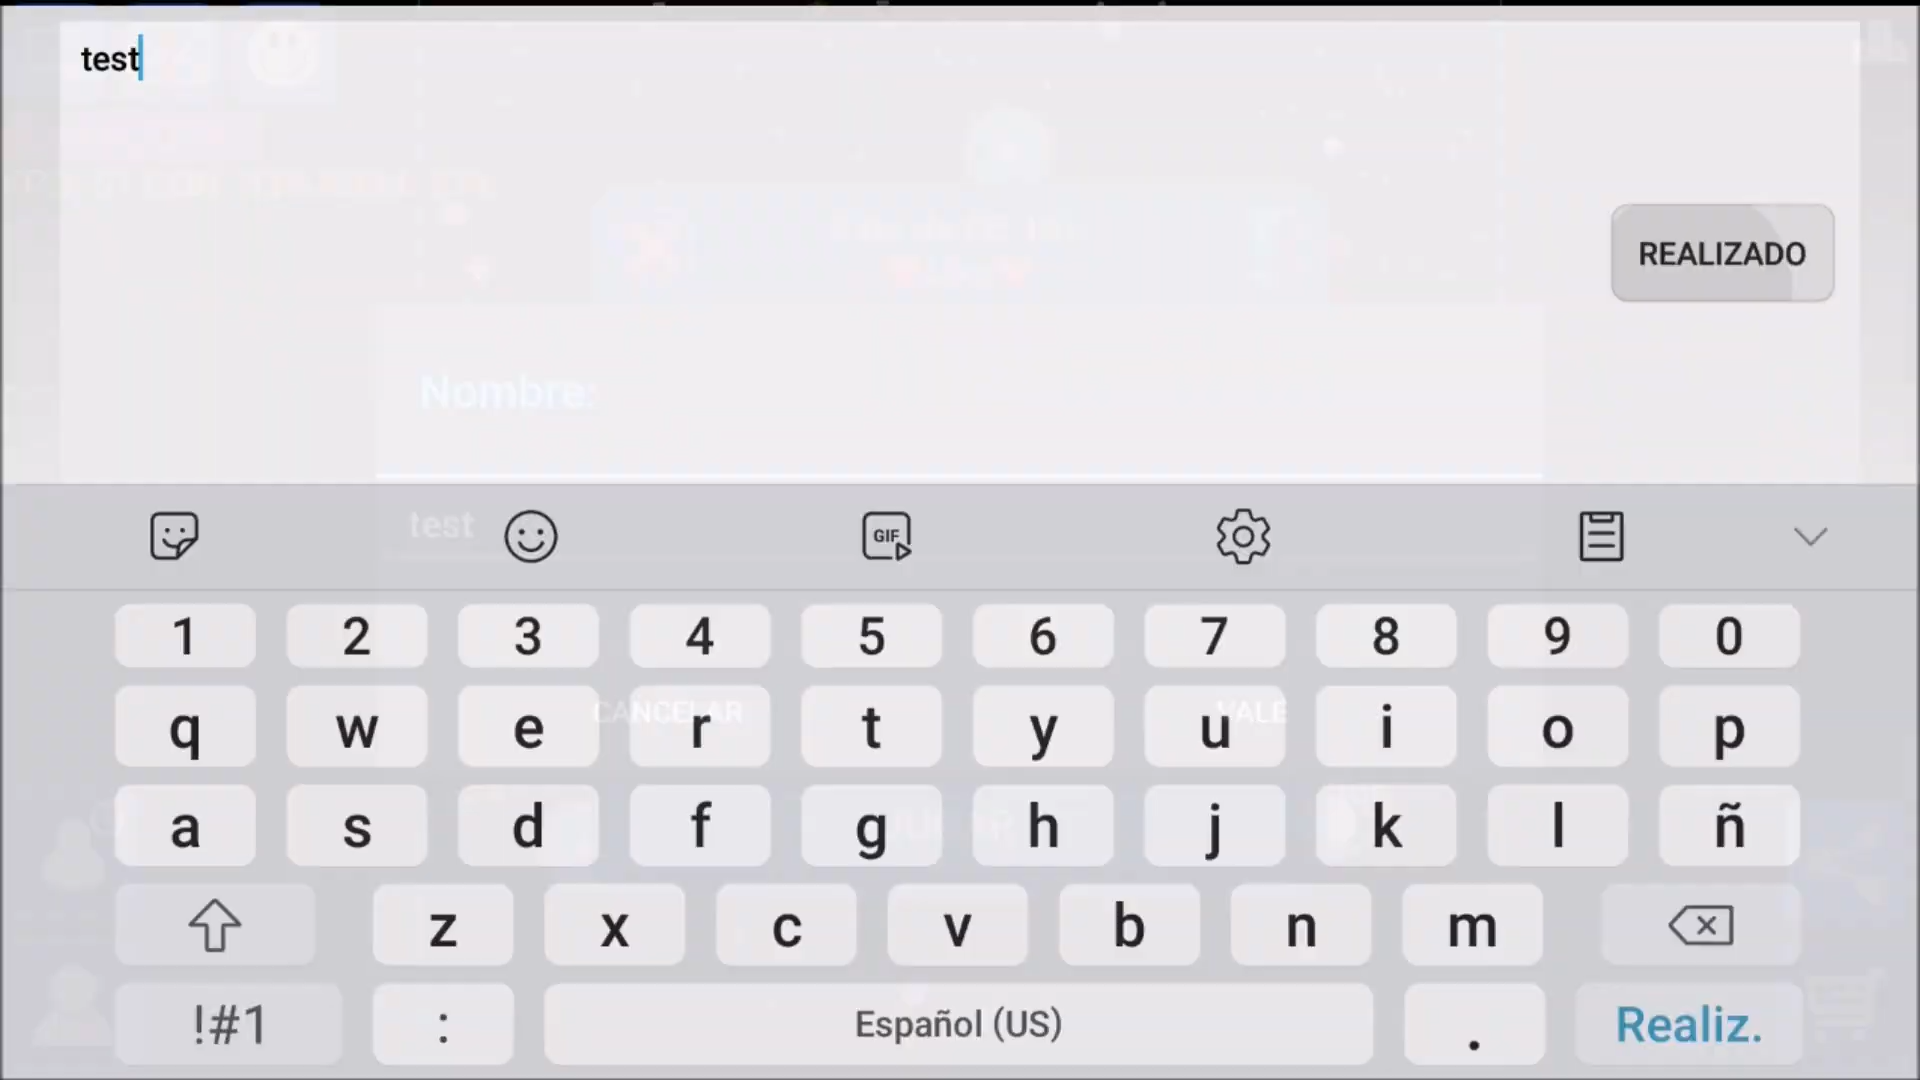 test
REALIZADO
Nombre:
test
GIF
1 2 3 4 5 6 7 8 9 0
CANCELAR VALE
q w e r t y u i o p
a s d f g h j k l ñ
z x c v b n m
!#1 : Español (US) . Realiz.